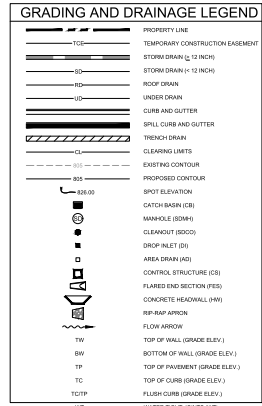 GRADING AND DRAINAGE LEGEND
PROPERTY LINE
TCE TEMPORARY CONSTRUCTION EASEMENT
STORM DRAIN (≥ 12 INCH)
SD STORM DRAIN (< 12 INCH)
RD ROOF DRAIN
UD UNDER DRAIN
CURB AND GUTTER
SPILL CURB AND GUTTER
TRENCH DRAIN
CL CLEARING LIMITS
805 EXISTING CONTOUR
805 PROPOSED CONTOUR
826.00 SPOT ELEVATION
CATCH BASIN (CB)
SD MANHOLE (SDMH)
CLEANOUT (SDCO)
DROP INLET (DI)
AREA DRAIN (AD)
CONTROL STRUCTURE (CS)
FLARED END SECTION (FES)
CONCRETE HEADWALL (HW)
RIP-RAP APRON
FLOW ARROW
TW TOP OF WALL (GRADE ELEV.)
BW BOTTOM OF WALL (GRADE ELEV.)
TP TOP OF PAVEMENT (GRADE ELEV.)
TC TOP OF CURB (GRADE ELEV.)
TC/TP FLUSH CURB (GRADE ELEV.)